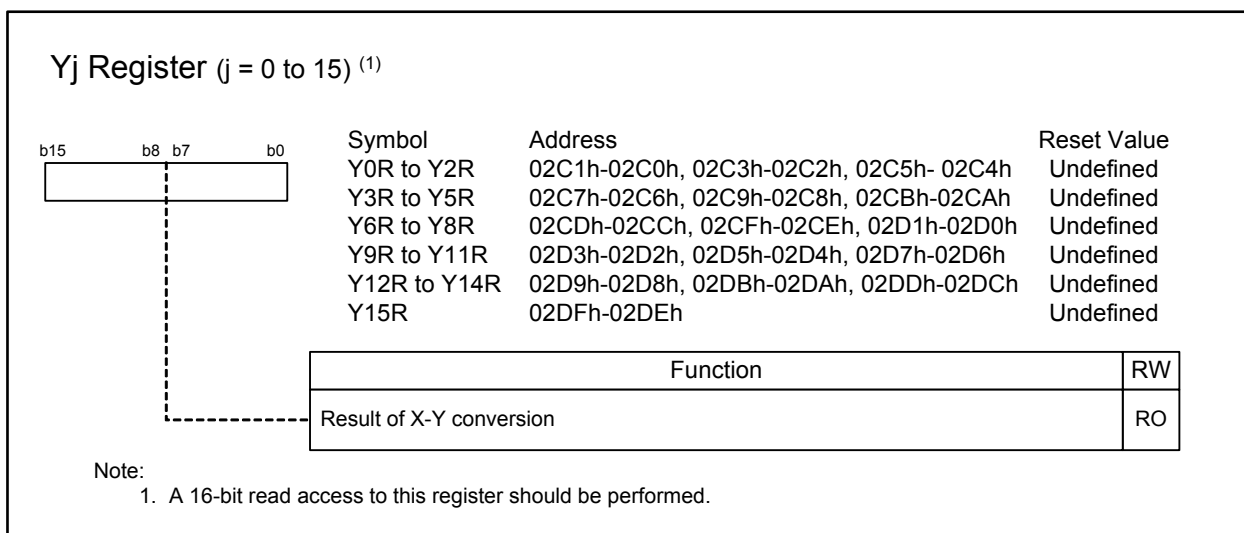 Yj Register (j = 0 to 15) (1)
b15 b8 b7 b0
Symbol Address Reset Value
Y0R to Y2R 02C1h-02C0h, 02C3h-02C2h, 02C5h- 02C4h Undefined
Y3R to Y5R 02C7h-02C6h, 02C9h-02C8h, 02CBh-02CAh Undefined
Y6R to Y8R 02CDh-02CCh, 02CFh-02CEh, 02D1h-02D0h Undefined
Y9R to Y11R 02D3h-02D2h, 02D5h-02D4h, 02D7h-02D6h Undefined
Y12R to Y14R 02D9h-02D8h, 02DBh-02DAh, 02DDh-02DCh Undefined
Y15R 02DFh-02DEh Undefined
Function RW
Result of X-Y conversion RO
Note:
1. A 16-bit read access to this register should be performed.